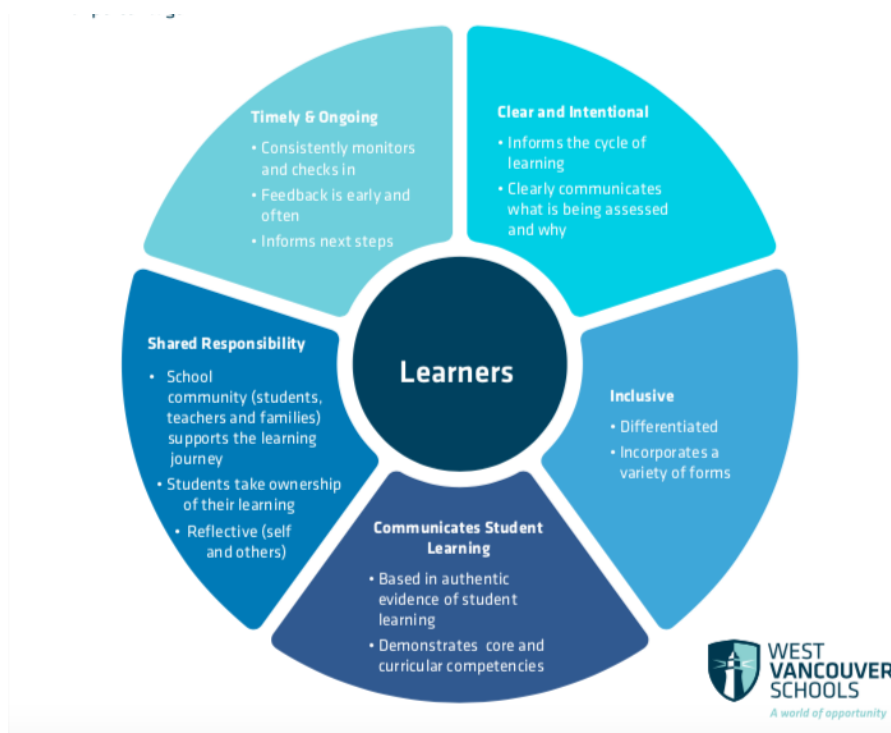 Timely & Ongoing
• Consistently monitors
and checks in
• Feedback is early and
often
• Informs next steps
Clear and Intentional
• Informs the cycle of
learning
• Clearly communicates
what is being assessed
and why
Inclusive
• Differentiated
• Incorporates a
variety of forms
Communicates Student
Learning
• Based in authentic
evidence of student
learning
• Demonstrates core and
curricular competencies
Shared Responsibility
• School
community (students,
teachers and families)
supports the learning
journey
• Students take ownership
of their learning
• Reflective (self
and others)
Learners
WEST
VANCOUVER
SCHOOLS
A world of opportunity